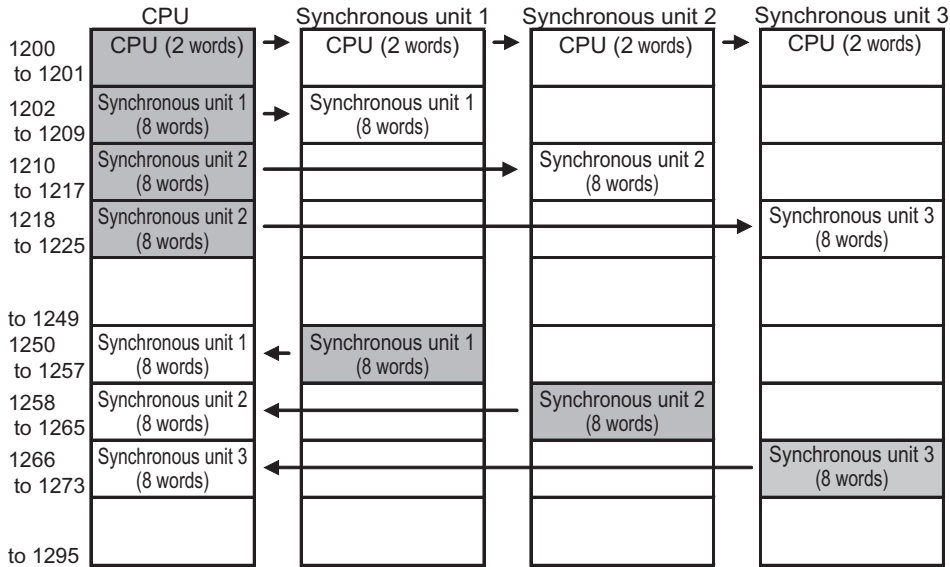 CPU Synchronous unit 1 Synchronous unit 2 Synchronous unit 3
1200 CPU (2 words) CPU (2 words) CPU (2 words) CPU (2 words)
to 1201
1202 Synchronous unit 1 Synchronous unit 1
to 1209 (8 words) (8 words)
1210 Synchronous unit 2 Synchronous unit 2
to 1217 (8 words) (8 words)
1218 Synchronous unit 2 Synchronous unit 3
to 1225 (8 words) (8 words)
to 1249
1250 Synchronous unit 1 Synchronous unit 1
to 1257 (8 words) (8 words)
1258 Synchronous unit 2 Synchronous unit 2
to 1265 (8 words) (8 words)
1266 Synchronous unit 3 Synchronous unit 3
to 1273 (8 words) (8 words)
to 1295